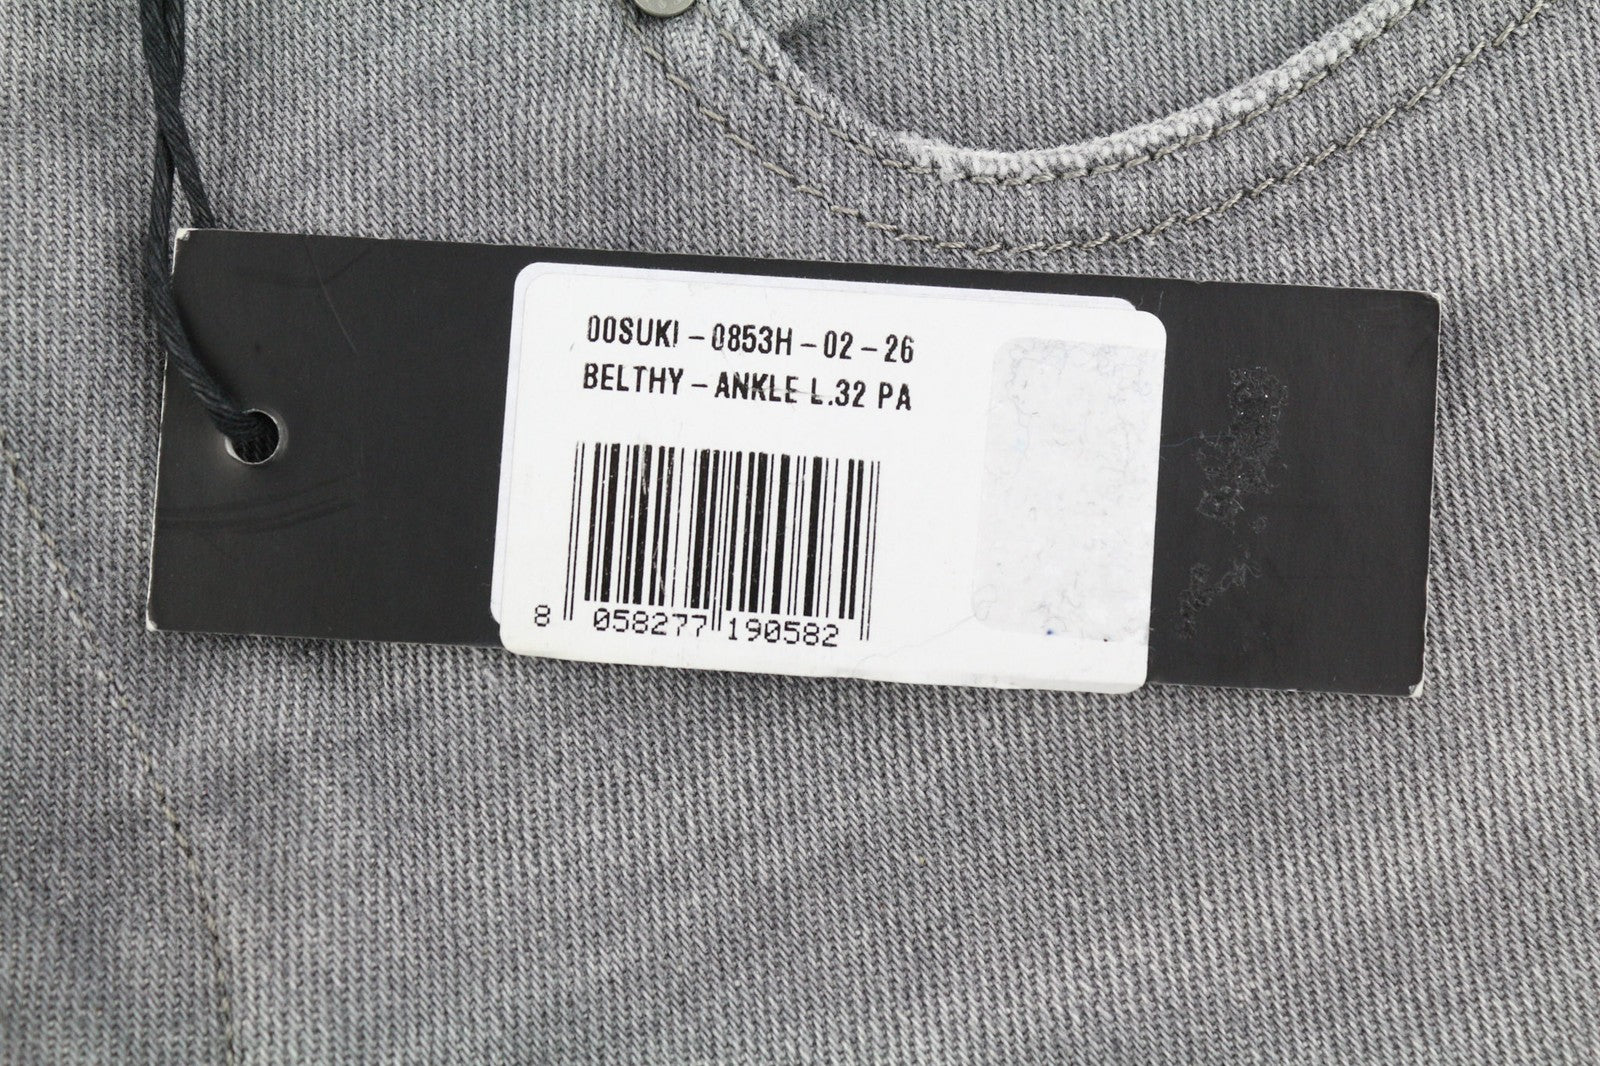 00SUKI-0853H-02-26
BELTHY-ANKLE L.32 PA
8 058277 190582